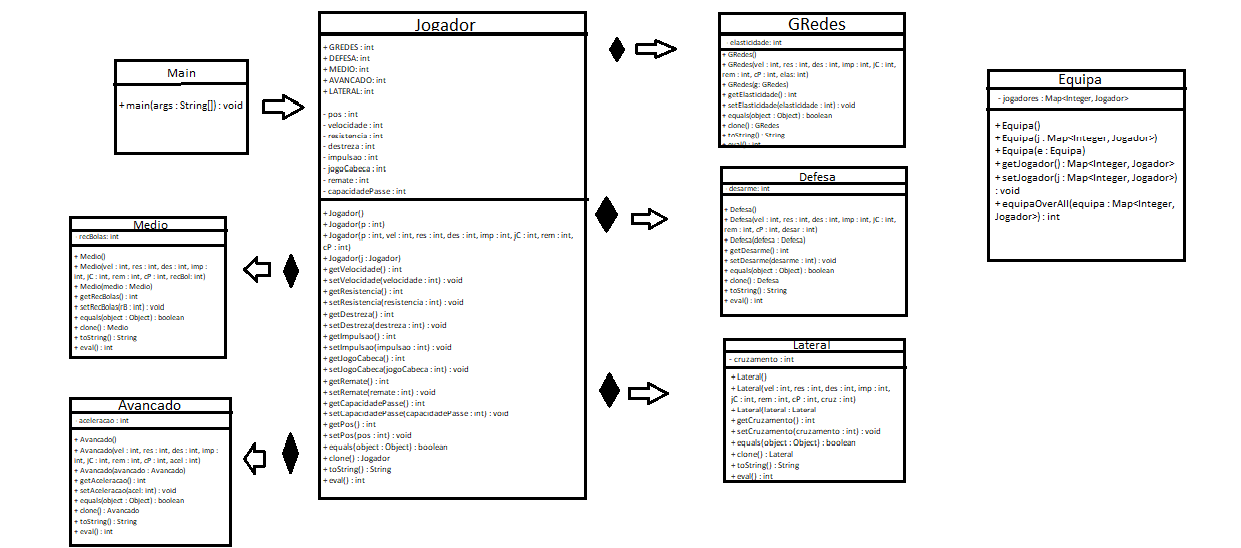 Main
+ main(args : String[]) : void
Jogador
+ GREDES : int
+ DEFESA: int
+ MEDIO: int
+ AVANCADO: int
+ LATERAL: int
- pos : int
- velocidade : int
- resistencia : int
- destreza : int
- impulsao : int
- jogoCabeca : int
- remate : int
- capacidadePasse : int
+ Jogador()
+ Jogador(p : int)
+ Jogador(p : int, vel : int, res : int, des : int, imp : int, jC : int, rem : int,
cP : int)
+ Jogador(j : Jogador)
+ getVelocidade() : int
+ setVelocidade(velocidade : int) : void
+ getResistencia() : int
+ setResistencia(resistencia : int) : void
+ getDestreza() : int
+ setDestreza(destreza : int) : void
+ getImpulsao() : int
+ setImpulsao(impulsao : int) : void
+ getJogoCabeca() : int
+ setJogoCabeca(jogoCabeca : int) : void
+ getRemate() : int
+ setRemate(remate : int) : void
+ getCapacidadePasse() : int
+ setCapacidadePasse(capacidadePasse : int) : void
+ getPos() : int
+ setPos(pos : int) : void
+ equals(object : Object) : boolean
+ clone() : Jogador
+ toString() : String
+ eval() : int
GRedes
- elasticidade: int
+ GRedes()
+ GRedes(vel : int, res : int, des : int, imp : int, jC : int,
rem : int, cP : int, elas: int)
+ GRedes(g: GRedes)
+ getElasticidade() : int
+ setElasticidade(elasticidade : int) : void
+ equals(object : Object) : boolean
+ clone() : GRedes
+ toString() : String
+ eval() : int
Equipa
- jogadores : Map<Integer, Jogador>
+ Equipa()
+ Equipa(j : Map<Integer, Jogador>)
+ Equipa(e : Equipa)
+ getJogador() : Map<Integer, Jogador>
+ setJogador(j : Map<Integer, Jogador>)
: void
+ equipaOverAll(equipa : Map<Integer,
Jogador>) : int
Defesa
- desarme: int
+ Defesa()
+ Defesa(vel : int, res : int, des : int, imp : int, jC : int,
rem : int, cP : int, desar : int)
+ Defesa(defesa : Defesa)
+ getDesarme() : int
+ setDesarme(desarme : int) : void
+ equals(object : Object) : boolean
+ clone() : Defesa
+ toString() : String
+ eval() : int
Medio
- recBolas: int
+ Medio()
+ Medio(vel : int, res : int, des : int, imp :
int, jC : int, rem : int, cP : int, recBol: int)
+ Medio(medio : Medio)
+ getRecBolas() : int
+ setRecBolas(rB : int) : void
+ equals(object : Object) : boolean
+ clone() : Medio
+ toString() : String
+ eval() : int
Lateral
- cruzamento : int
+ Lateral()
+ Lateral(vel : int, res : int, des : int, imp : int,
jC : int, rem : int, cP : int, cruz : int)
+ Lateral(lateral : Lateral
+ getCruzamento() : int
+ setCruzamento(cruzamento : int) : void
+ equals(object : Object) : boolean
+ clone() : Lateral
+ toString() : String
+ eval() : int
Avancado
- aceleracao : int
+ Avancado()
+ Avancado(vel : int, res : int, des : int, imp
: int, jC : int, rem : int, cP : int, acel : int)
+ Avancado(avancado : Avancado)
+ getAceleracao() : int
+ setAceleracao(acel: int) : void
+ equals(object : Object) : boolean
+ clone() : Avancado
+ toString() : String
+ eval() : int